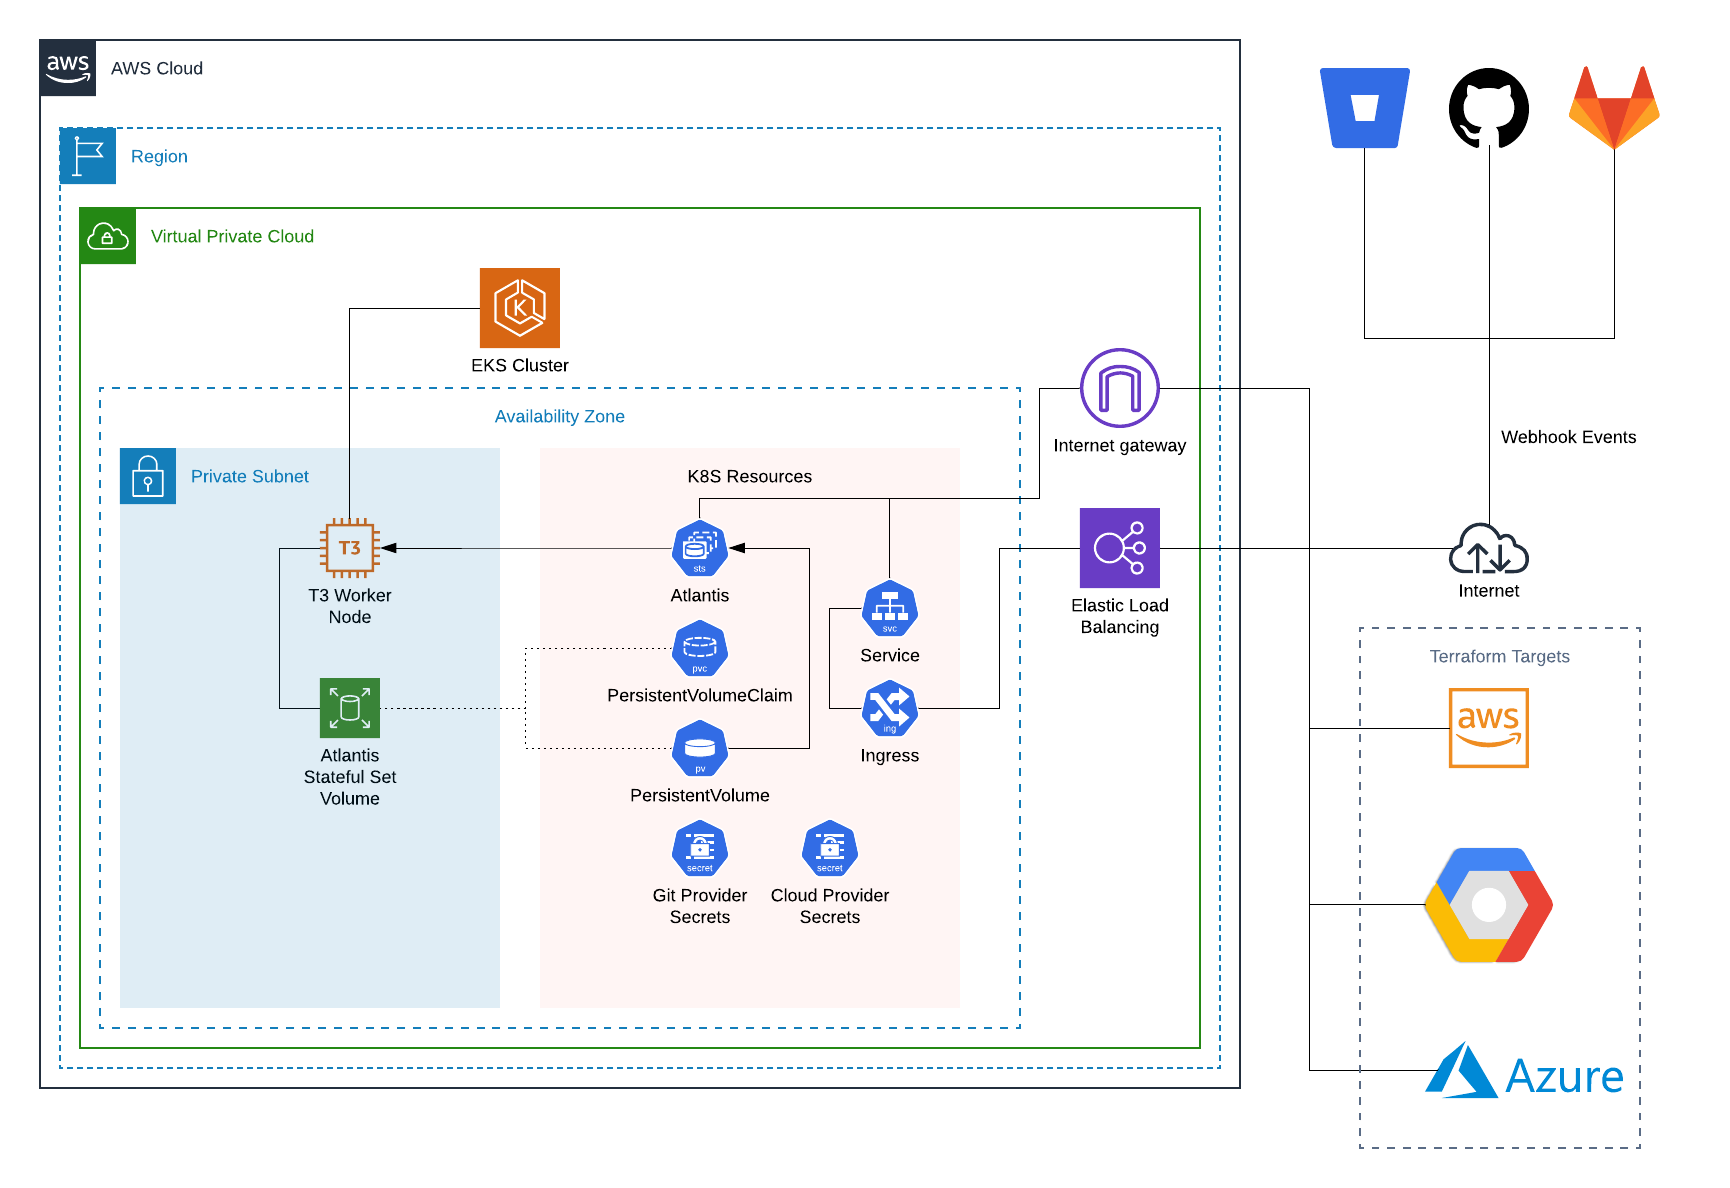 aws
AWS Cloud
Region
Virtual Private Cloud
K
EKS Cluster
Availability Zone
Internet gateway
Webhook Events
Private Subnet
K8S Resources
T3
T3 Worker
Node
sts
Atlantis
Elastic Load
Balancing
Internet
svc
Service
pvc
PersistentVolumeClaim
ing
Ingress
Atlantis
Stateful Set
Volume
pv
PersistentVolume
secret
Git Provider
Secrets
secret
Cloud Provider
Secrets
Terraform Targets
aws
Azure